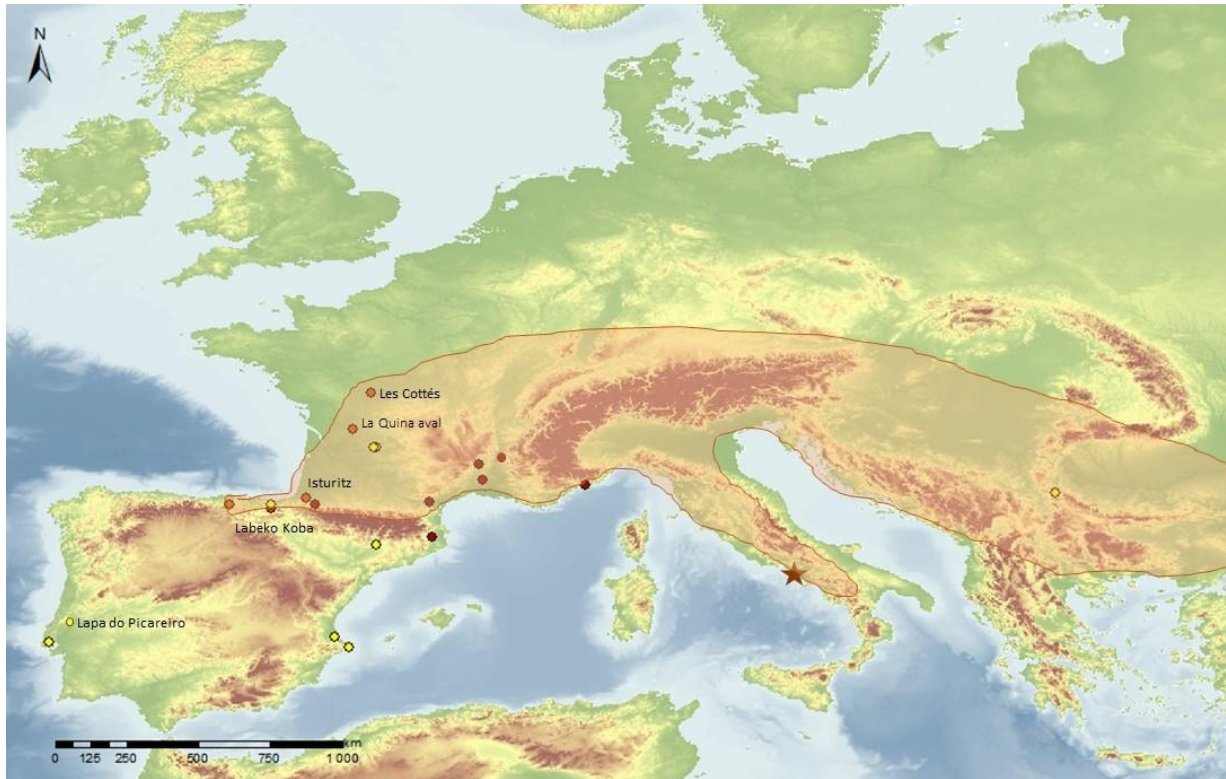 N
Les Cottés
La Quina aval
Isturitz
Labeko Koba
Lapa do Picareiro
km
0 125 250 500 750 1 000